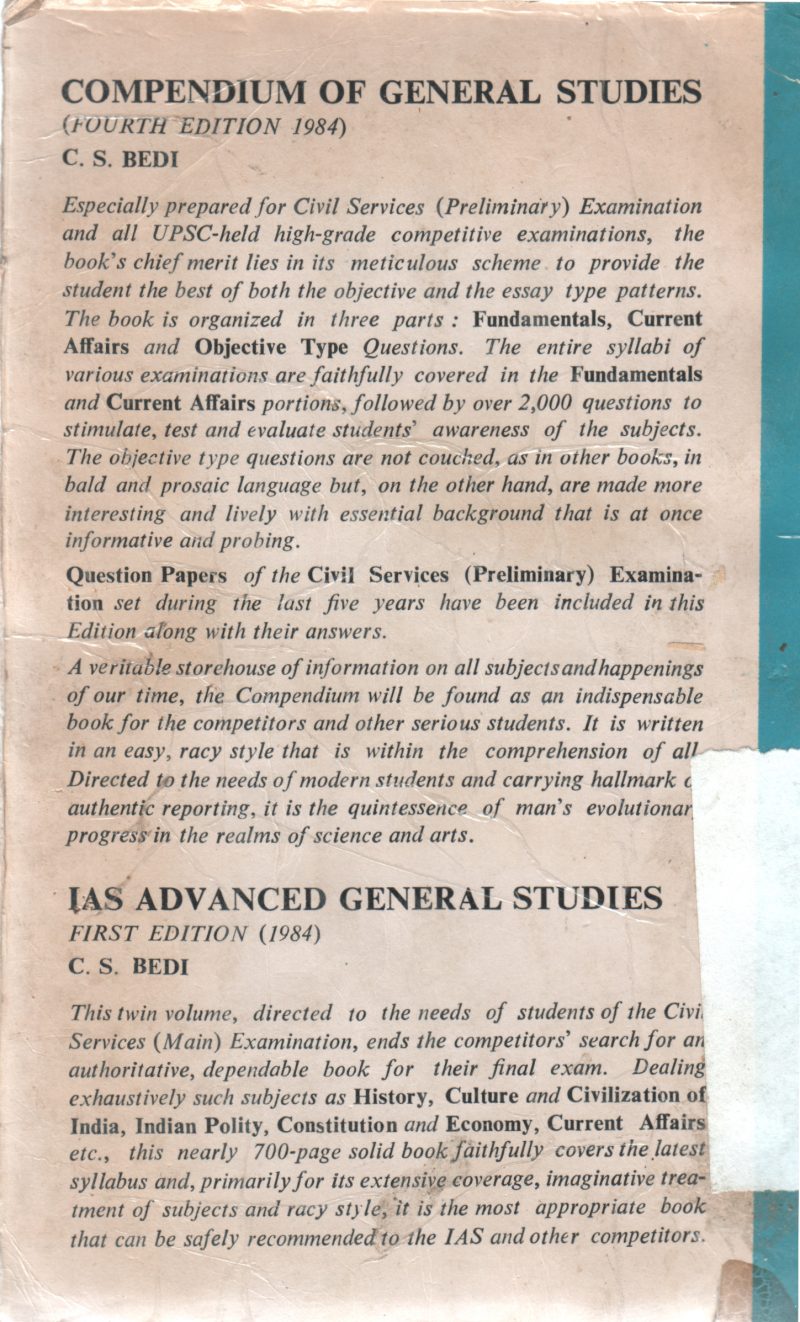 COMPENDIUM OF GENERAL STUDIES
(FOURTH EDITION 1984)
C. S. BEDI
Especially prepared for Civil Services (Preliminary) Examination
and all UPSC-held high-grade competitive examinations, the
book's chief merit lies in its meticulous scheme to provide the
student the best of both the objective and the essay type patterns.
The book is organized in three parts : Fundamentals, Current
Affairs and Objective Type Questions. The entire syllabi of
various examinations are faithfully covered in the Fundamentals
and Current Affairs portions, followed by over 2,000 questions to
stimulate, test and evaluate students' awareness of the subjects.
The objective type questions are not couched, as in other books, in
bald and prosaic language but, on the other hand, are made more
interesting and lively with essential background that is at once
informative and probing.
Question Papers of the Civil Services (Preliminary) Examina-
tion set during the last five years have been included in this
Edition along with their answers.
A veritable storehouse of information on all subjects and happenings
of our time, the Compendium will be found as an indispensable
book for the competitors and other serious students. It is written
in an easy, racy style that is within the comprehension of all
Directed to the needs of modern students and carrying hallmark
authentic reporting, it is the quintessence of man's evolutionar
progress in the realms of science and arts.
IAS ADVANCED GENERAL STUDIES
FIRST EDITION (1984)
C. S. BEDI
This twin volume, directed to the needs of students of the Civi
Services (Main) Examination, ends the competitors' search for an
authoritative, dependable book for their final exam. Dealing
exhaustively such subjects as History, Culture and Civilization of
India, Indian Polity, Constitution and Economy, Current Affairs
etc., this nearly 700-page solid book faithfully covers the latest
syllabus and, primarily for its extensive coverage, imaginative trea-
tment of subjects and racy style, it is the most appropriate book
that can be safely recommended to the IAS and other competitors.